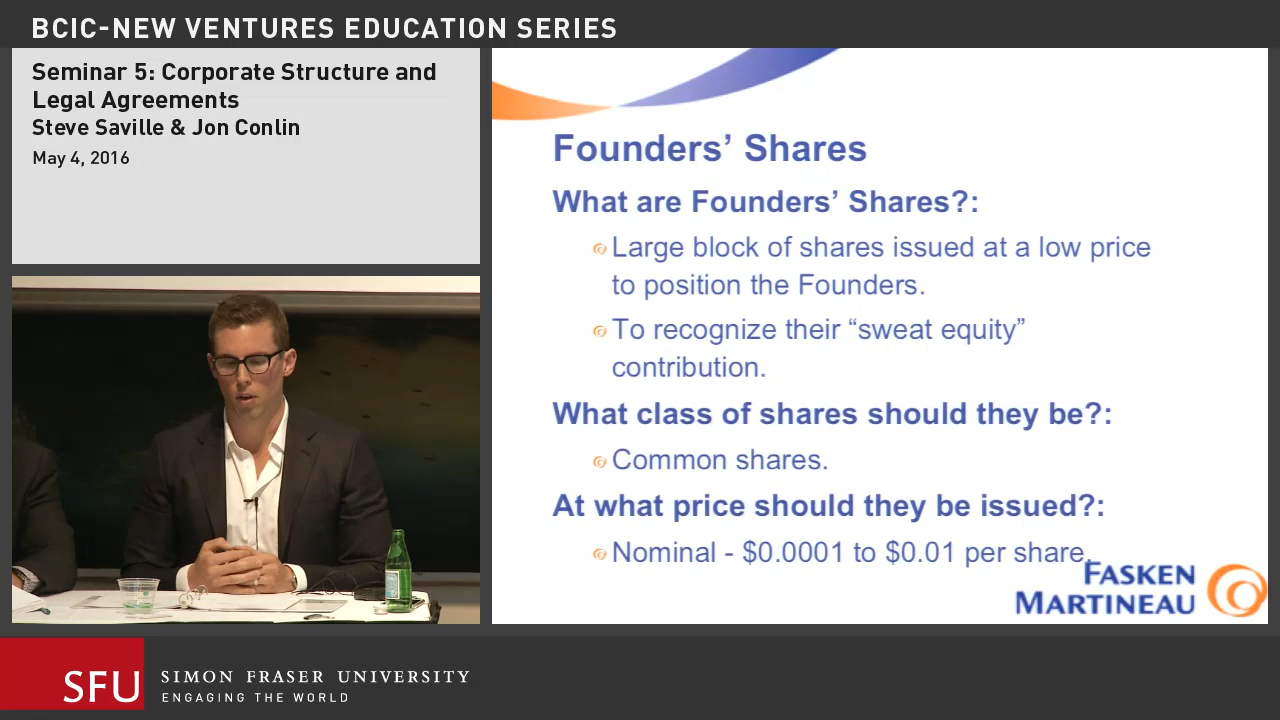 BCIC-NEW VENTURES EDUCATION SERIES
Seminar 5: Corporate Structure and
Legal Agreements
Steve Saville & Jon Conlin
May 4, 2016
Founders’ Shares
What are Founders’ Shares?:
Large block of shares issued at a low price
to position the Founders.
To recognize their “sweat equity”
contribution.
What class of shares should they be?:
Common shares.
At what price should they be issued?:
Nominal - $0.0001 to $0.01 per share.
FASKEN
MARTINEAU
SFU
SIMON FRASER UNIVERSITY
ENGAGING THE WORLD